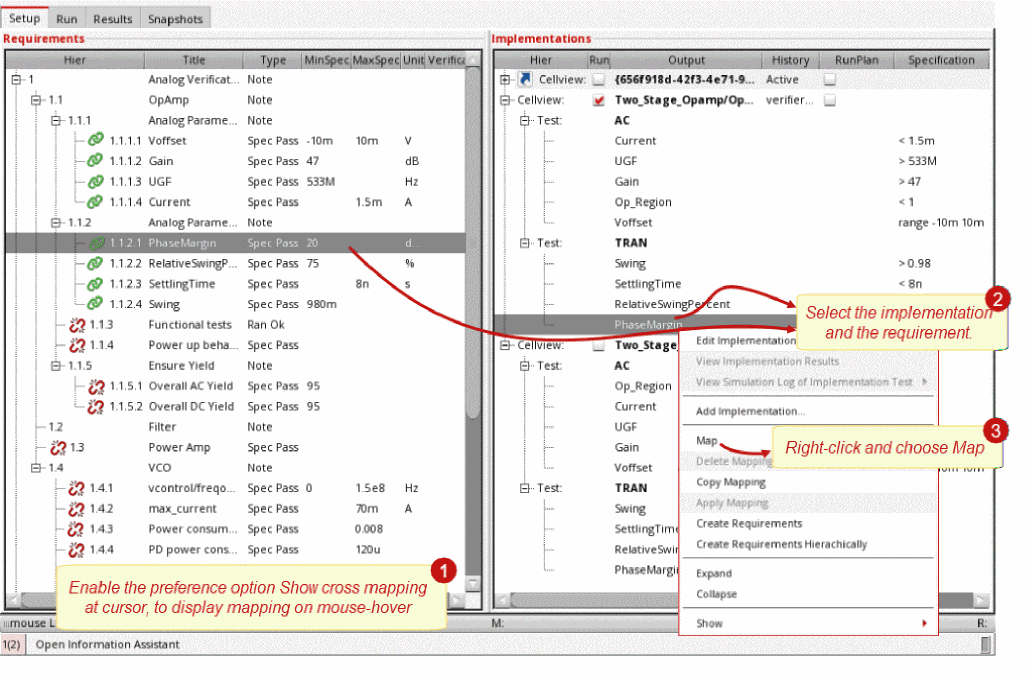 Setup Run Results Snapshots
Requirements
Hier Title Type MinSpec MaxSpec Unit Verifica
1 Analog Verificat... Note
1.1 OpAmp Note
1.1.1 Analog Parame... Note
1.1.1.1 Voffset Spec Pass -10m 10m V
1.1.1.2 Gain Spec Pass 47 dB
1.1.1.3 UGF Spec Pass 533M Hz
1.1.1.4 Current Spec Pass 1.5m A
1.1.2 Analog Parame... Note
1.1.2.1 PhaseMargin Spec Pass 20 d...
1.1.2.2 RelativeSwingP... Spec Pass 75 %
1.1.2.3 SettlingTime Spec Pass 8n s
1.1.2.4 Swing Spec Pass 980m
1.1.3 Functional tests Ran Ok
1.1.4 Power up beha... Spec Pass
1.1.5 Ensure Yield Note
1.1.5.1 Overall AC Yield Spec Pass 95
1.1.5.2 Overall DC Yield Spec Pass 95
1.2 Filter Note
1.3 Power Amp Spec Pass
1.4 VCO Note
1.4.1 vcontrol/freqo... Spec Pass 0 1.5e8 Hz
1.4.2 max_current Spec Pass 70m A
1.4.3 Power consum... Spec Pass 0.008
1.4.4 PD power cons... Spec Pass 120u
1
Enable the preference option Show cross mapping
at cursor, to display mapping on mouse-hover
Implementations
Hier Run Output History RunPlan Specification
Cellview: {656f918d-42f3-4e71-9... Active
Cellview: Two_Stage_Opamp/Op... verifier...
Test: AC
Current < 1.5m
UGF > 533M
Gain > 47
Op_Region < 1
Voffset range -10m 10m
Test: TRAN
Swing > 0.98
SettlingTime < 8n
RelativeSwingPercent
PhaseMargin
Cellview: Two_Stage_
Test: AC
Op_Region
Current
UGF
Gain
Voffset
Test: TRAN
Swing
SettlingTime
RelativeSwin
PhaseMargin
2
Select the implementation
and the requirement.
Edit Implementation
View Implementation Results
View Simulation Log of Implementation Test
Add Implementation...
Map
3
Right-click and choose Map
Delete Mapping
Copy Mapping
Apply Mapping
Create Requirements
Create Requirements Hierachically
Expand
Collapse
Show
mouse L M: R:
1(2) Open Information Assistant